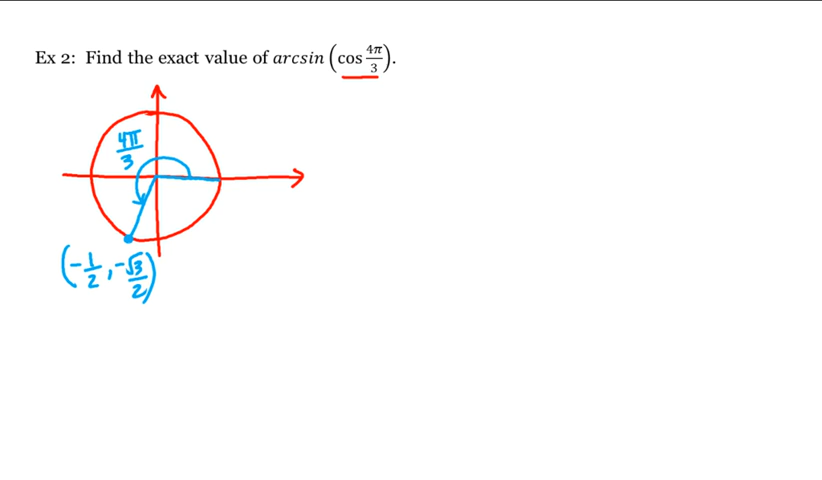 Ex 2: Find the exact value of arcsin (cos 4π/3).
4π/3
(-1/2, -√3/2)